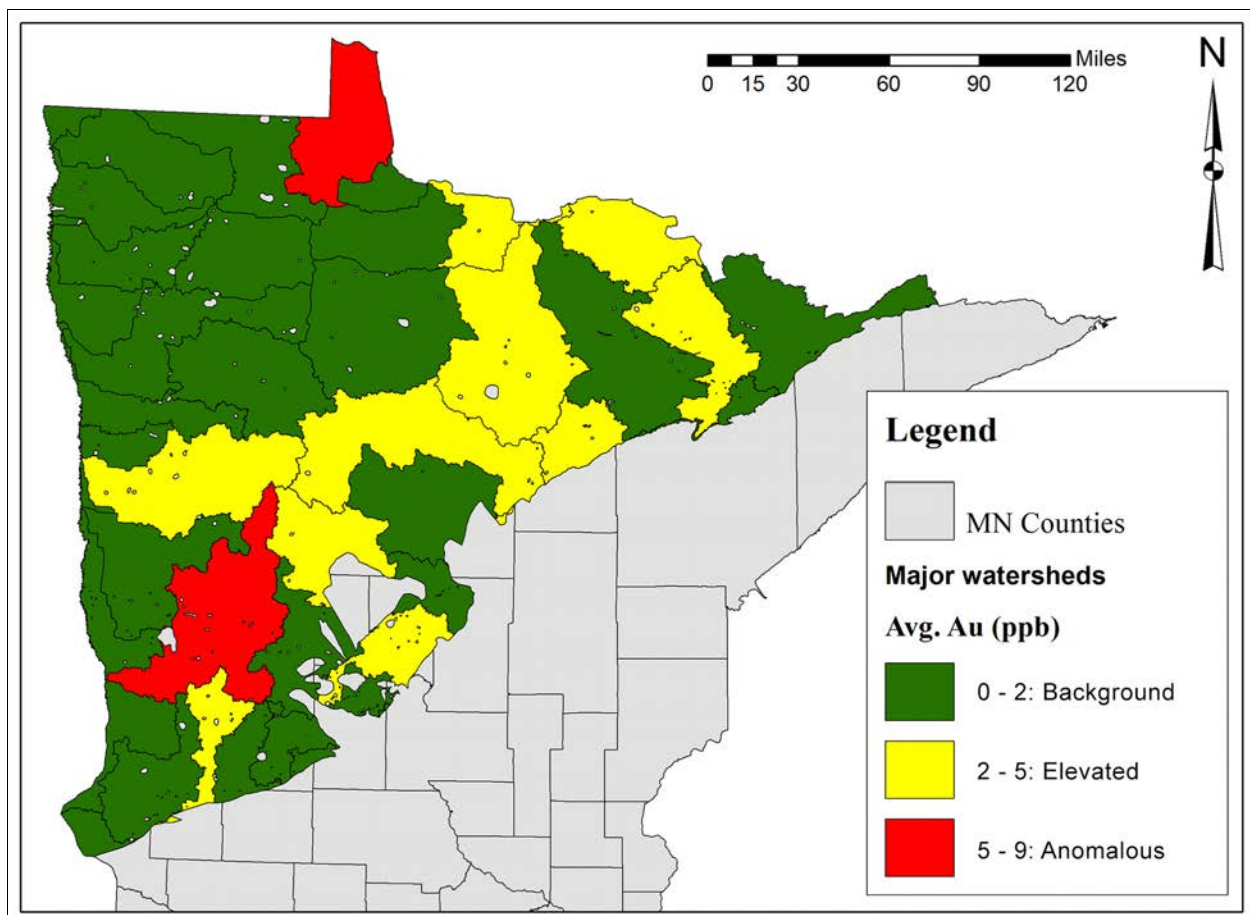 Miles
0 15 30 60 90 120
N
Legend
MN Counties
Major watersheds
Avg. Au (ppb)
0 - 2: Background
2 - 5: Elevated
5 - 9: Anomalous